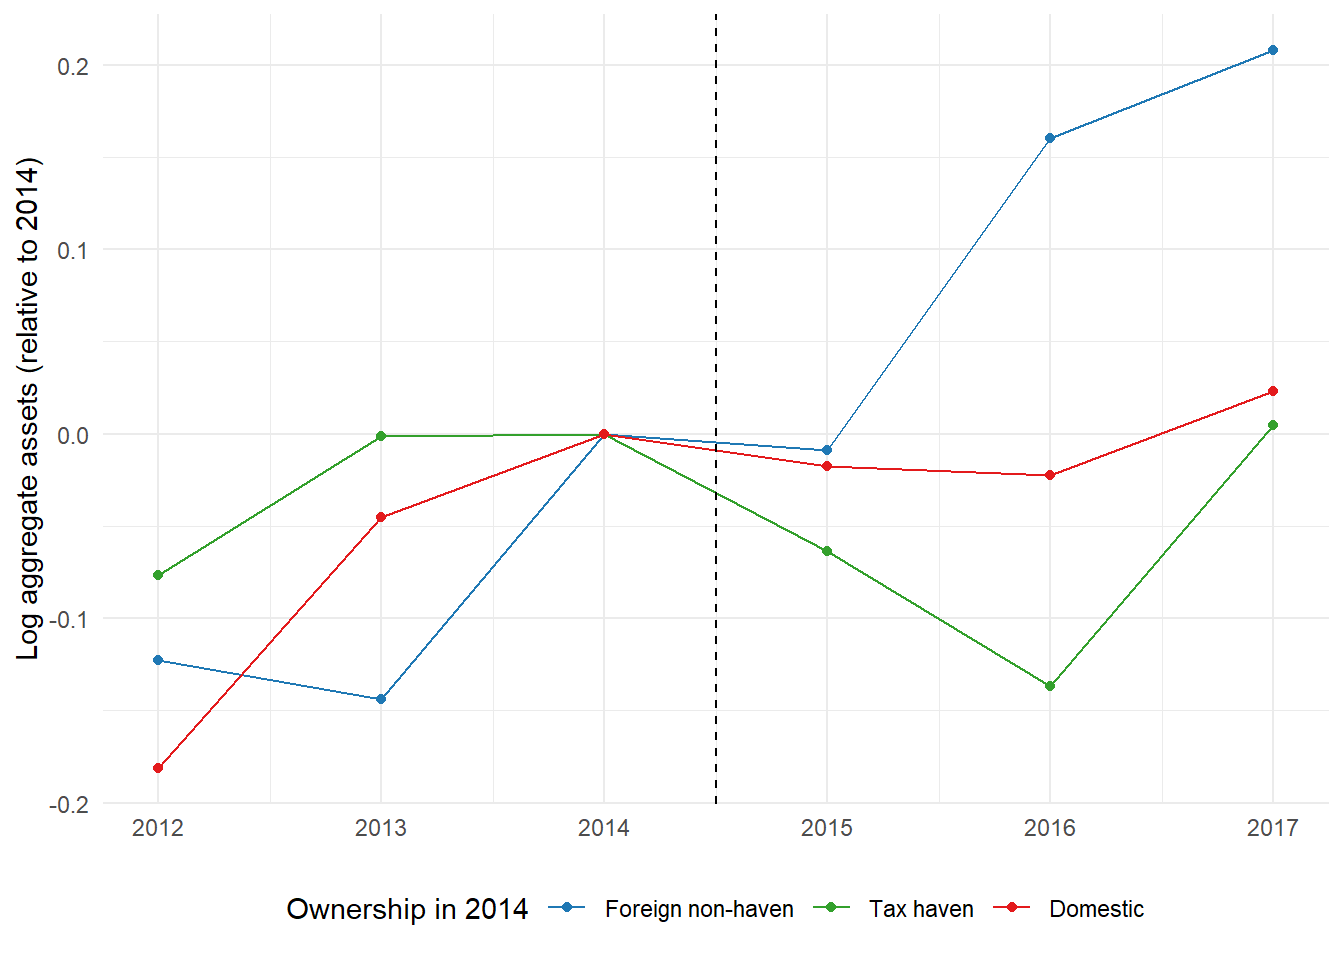 Log aggregate assets (relative to 2014)
0.2
0.1
0.0
-0.1
-0.2
2012 2013 2014 2015 2016 2017
Ownership in 2014 Foreign non-haven Tax haven Domestic